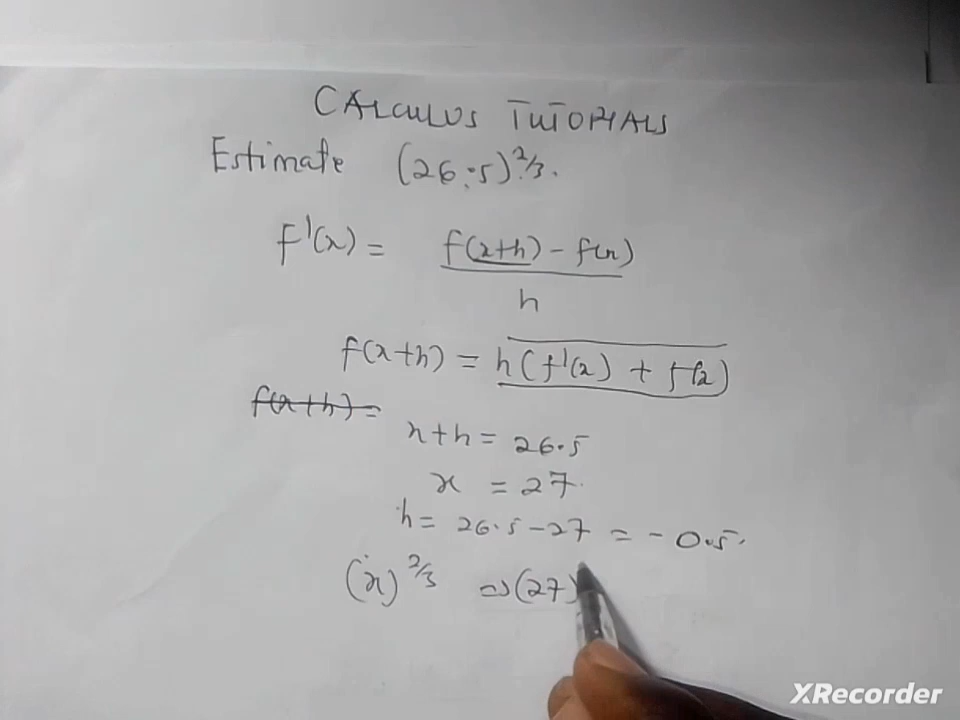 CALCULUS TUTORIALS
Estimate (26.5)^2/3.
f'(x) = f(x+h) - f(x) / h
f(x+h) = h(f'(x) + f(x)
f(x+h) =
x+h = 26.5
x = 27.
h = 26.5 - 27 = -0.5.
(x)^2/3 (27)
XRecorder